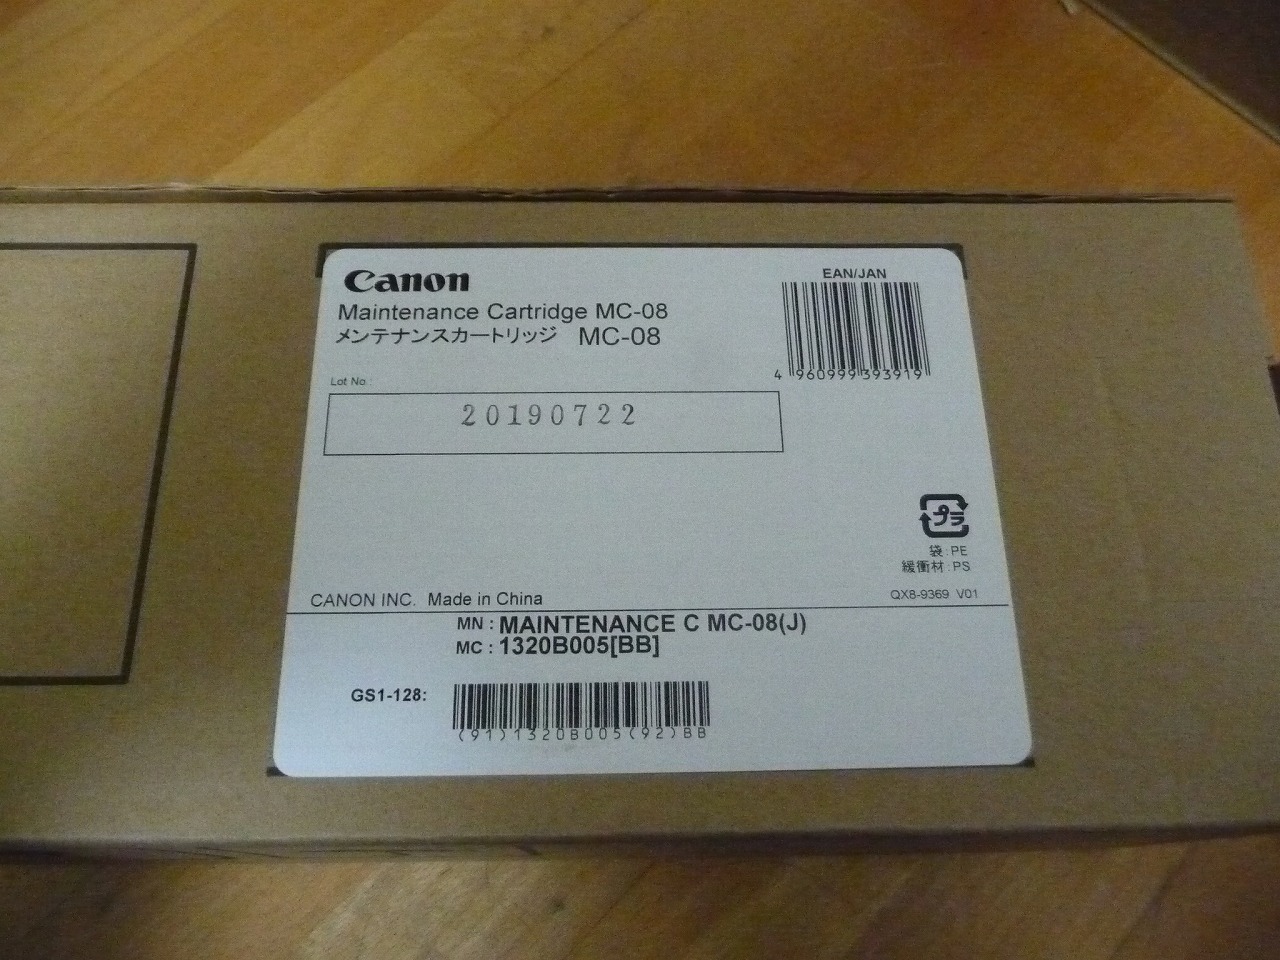 Canon
Maintenance Cartridge MC-08
メンテナンスカートリッジ MC-08
EAN/JAN
4 960999 393919
Lot No.:
20190722
プラ
袋:PE
緩衝材:PS
QX8-9369 V01
CANON INC. Made in China
MN : MAINTENANCE C MC-08(J)
MC : 1320B005[BB]
GS1-128:
(91)1320B005(92)BB